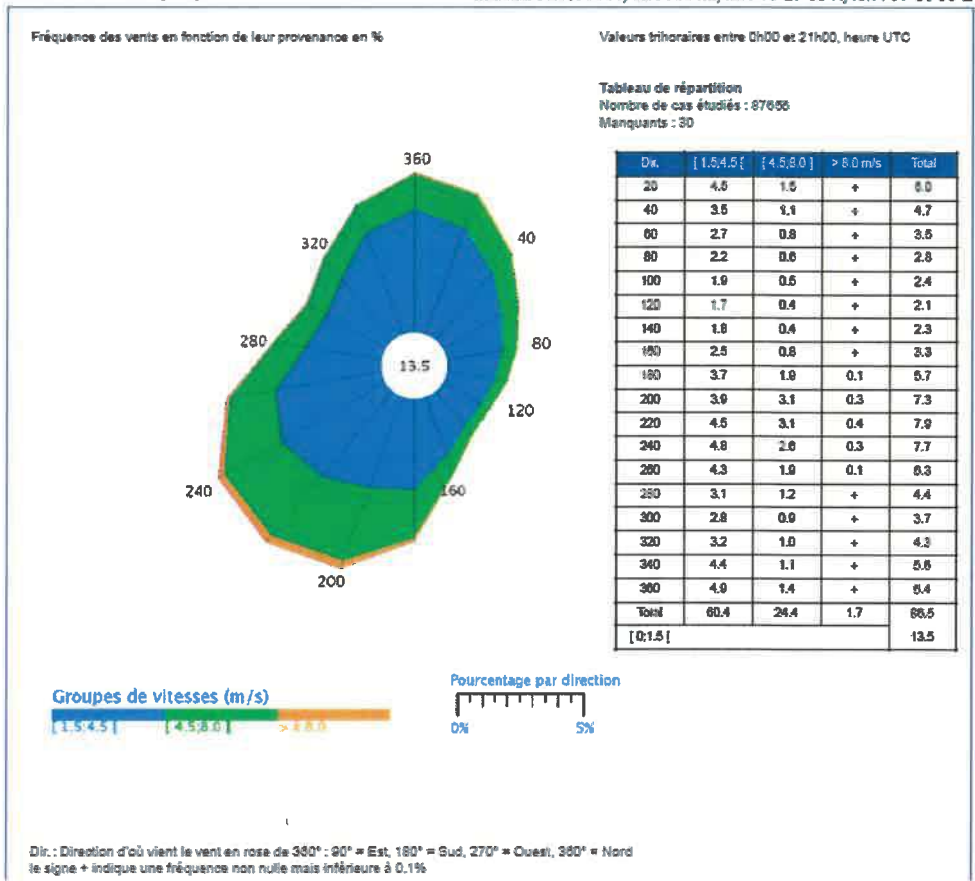 Fréquence des vents en fonction de leur provenance en %
Valeurs trihoraires entre 0h00 et 21h00, heure UTC
Tableau de répartition
Nombre de cas étudiés : 87656
Manquants : 30
360
40
80
120
160
200
240
280
320
13.5
Dir. [ 1.5;4.5 [ [ 4.5;8.0 ] > 8.0 m/s Total
20 4.5 1.5 + 6.0
40 3.5 1.1 + 4.7
60 2.7 0.8 + 3.5
80 2.2 0.6 + 2.8
100 1.9 0.5 + 2.4
120 1.7 0.4 + 2.1
140 1.8 0.4 + 2.3
160 2.5 0.8 + 3.3
180 3.7 1.9 0.1 5.7
200 3.9 3.1 0.3 7.3
220 4.5 3.1 0.4 7.9
240 4.8 2.6 0.3 7.7
260 4.3 1.9 0.1 6.3
280 3.1 1.2 + 4.4
300 2.8 0.9 + 3.7
320 3.2 1.0 + 4.3
340 4.4 1.1 + 5.6
360 4.9 1.4 + 6.4
Total 60.4 24.4 1.7 86.5
[ 0;1.5 [ 13.5
Groupes de vitesses (m/s)
[ 1.5;4.5 [ [ 4.5;8.0 ] > 8.0
Pourcentage par direction
0% 5%
Dir. : Direction d'où vient le vent en rose de 360° : 90° = Est, 180° = Sud, 270° = Ouest, 360° = Nord
le signe + indique une fréquence non nulle mais inférieure à 0.1%